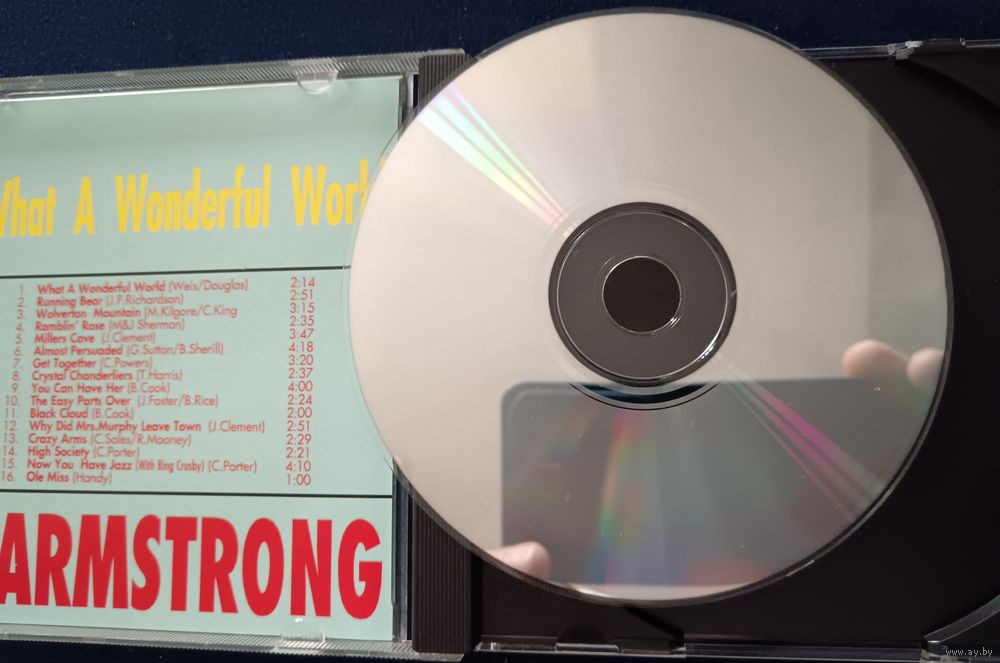 What A Wonderful World
1. What A Wonderful World (Weis/Douglas) 2:14
2. Running Bear (J.P.Richardson) 2:51
3. Wolverton Mountain (M.Kilgore/C.King 3:15
4. Ramblin' Rose (M&J Sherman) 2:35
5. Millers Cave (J.Clement) 3:47
6. Almost Persuaded (G.Sutton/B.Sherill) 4:18
7. Get Together (C.Powers) 3:20
8. Crystal Chanderliers (T.Harris) 2:37
9. You Can Have Her (B.Cook) 4:00
10. The Easy Parts Over (J.Foster/B.Rice) 2:24
11. Black Cloud (B.Cook) 2:00
12. Why Did Mrs.Murphy Leave Town (J.Clement) 2:51
13. Crazy Arms (C.Sales/R.Mooney) 2:29
14. High Society (C.Porter) 2:21
15. Now You Have Jazz (With Bing Crosby) (C.Porter) 4:10
16. Ole Miss (Handy) 1:00
ARMSTRONG
www.ay.by